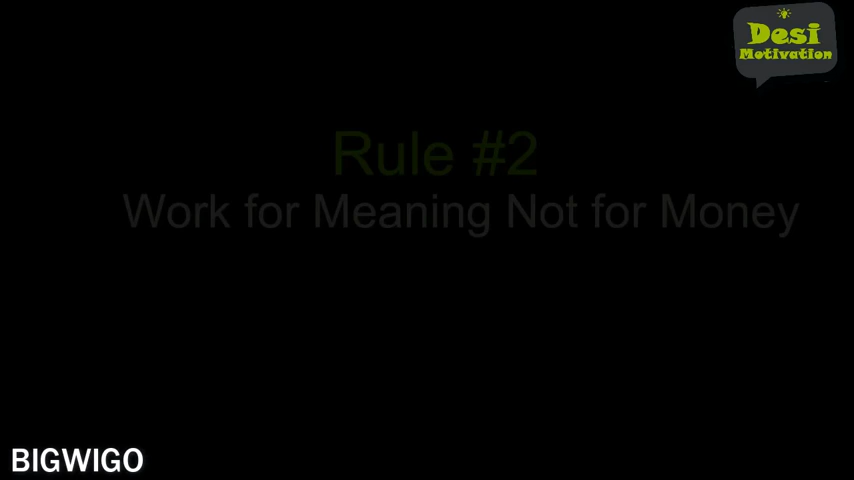 Desi
Motivation
Rule #2
Work for Meaning Not for Money
BIGWIGO